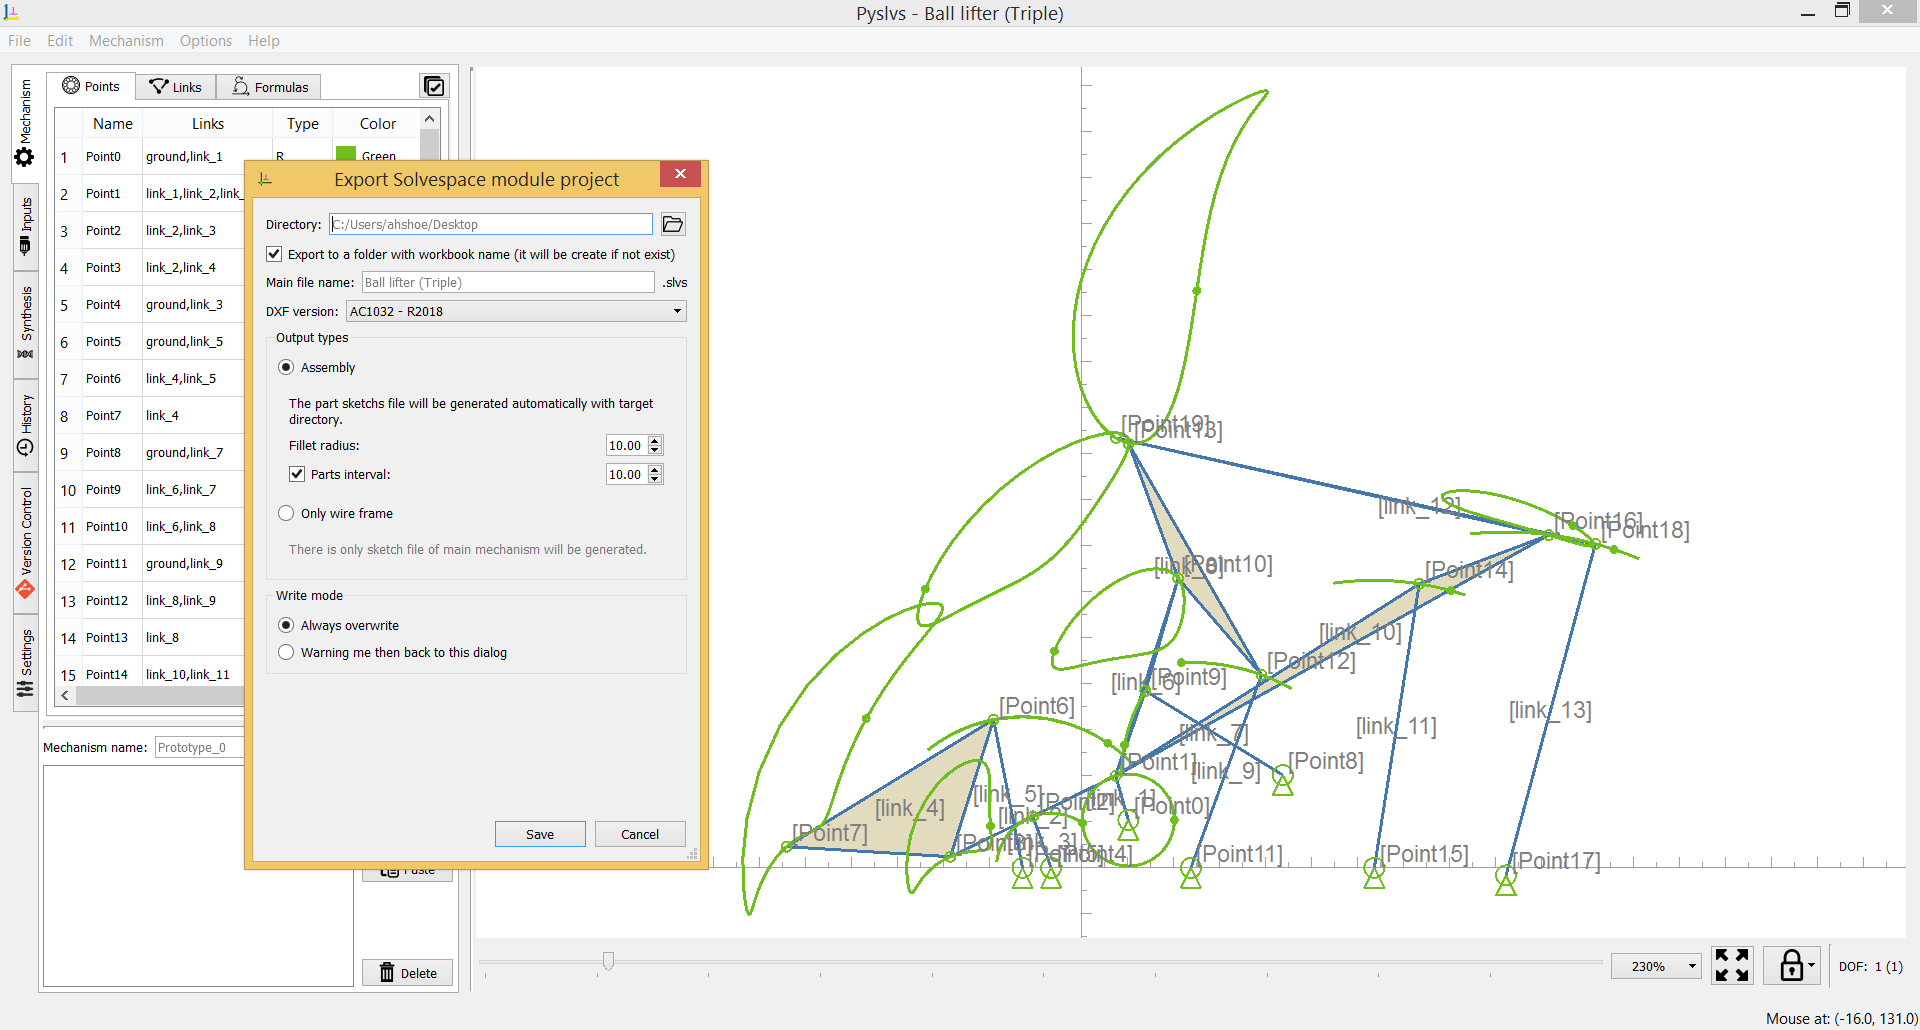 Pyslvs - Ball lifter (Triple)
File Edit Mechanism Options Help
Mechanism
Inputs
Synthesis
History
Version Control
Settings
Points Links Formulas
Name Links Type Color
1 Point0 ground,link_1 R Green
2 Point1 link_1,link_2,link_
3 Point2 link_2,link_3
4 Point3 link_2,link_4
5 Point4 ground,link_3
6 Point5 ground,link_5
7 Point6 link_4,link_5
8 Point7 link_4
9 Point8 ground,link_7
10 Point9 link_6,link_7
11 Point10 link_6,link_8
12 Point11 ground,link_9
13 Point12 link_8,link_9
14 Point13 link_8
15 Point14 link_10,link_11
Mechanism name: Prototype_0
Paste
Delete
Export Solvespace module project
Directory: C:/Users/ahshoe/Desktop
Export to a folder with workbook name (it will be create if not exist)
Main file name: Ball lifter (Triple) .slvs
DXF version: AC1032 - R2018
Output types
Assembly
The part sketchs file will be generated automatically with target
directory.
Fillet radius: 10.00
Parts interval: 10.00
Only wire frame
There is only sketch file of main mechanism will be generated.
Write mode
Always overwrite
Warning me then back to this dialog
Save Cancel
[Point19]
[Point13]
[link_12]
[Point16]
[Point18]
[link_8]
[Point10]
[Point14]
[link_10]
[Point12]
[link_6]
[Point9]
[Point6]
[link_13]
[link_11]
[link_7]
[Point1]
[link_9]
[Point8]
[link_5]
[link_4]
[Point2]
[link_1]
[Point0]
[link_2]
[Point7]
[Point3]
[link_3]
[Point5]
[Point4]
[Point11]
[Point15]
[Point17]
230%
DOF: 1 (1)
Mouse at: (-16.0, 131.0)